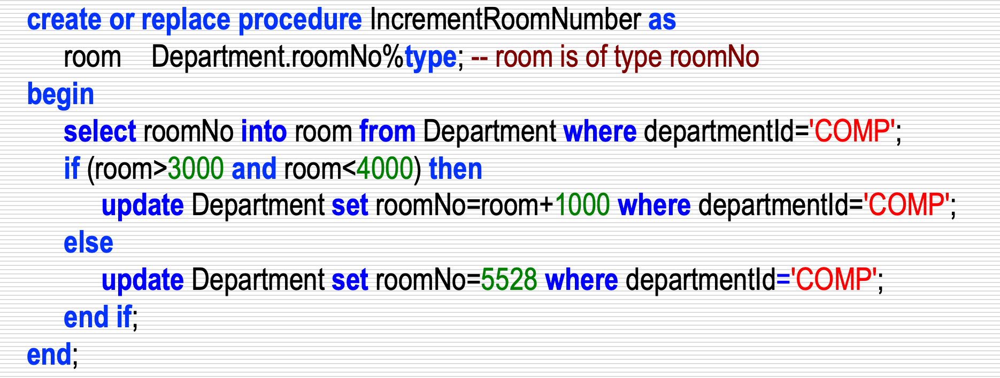 create or replace procedure IncrementRoomNumber as
room Department.roomNo%type; -- room is of type roomNo
begin
select roomNo into room from Department where departmentId='COMP';
if (room>3000 and room<4000) then
update Department set roomNo=room+1000 where departmentId='COMP';
else
update Department set roomNo=5528 where departmentId='COMP';
end if;
end;